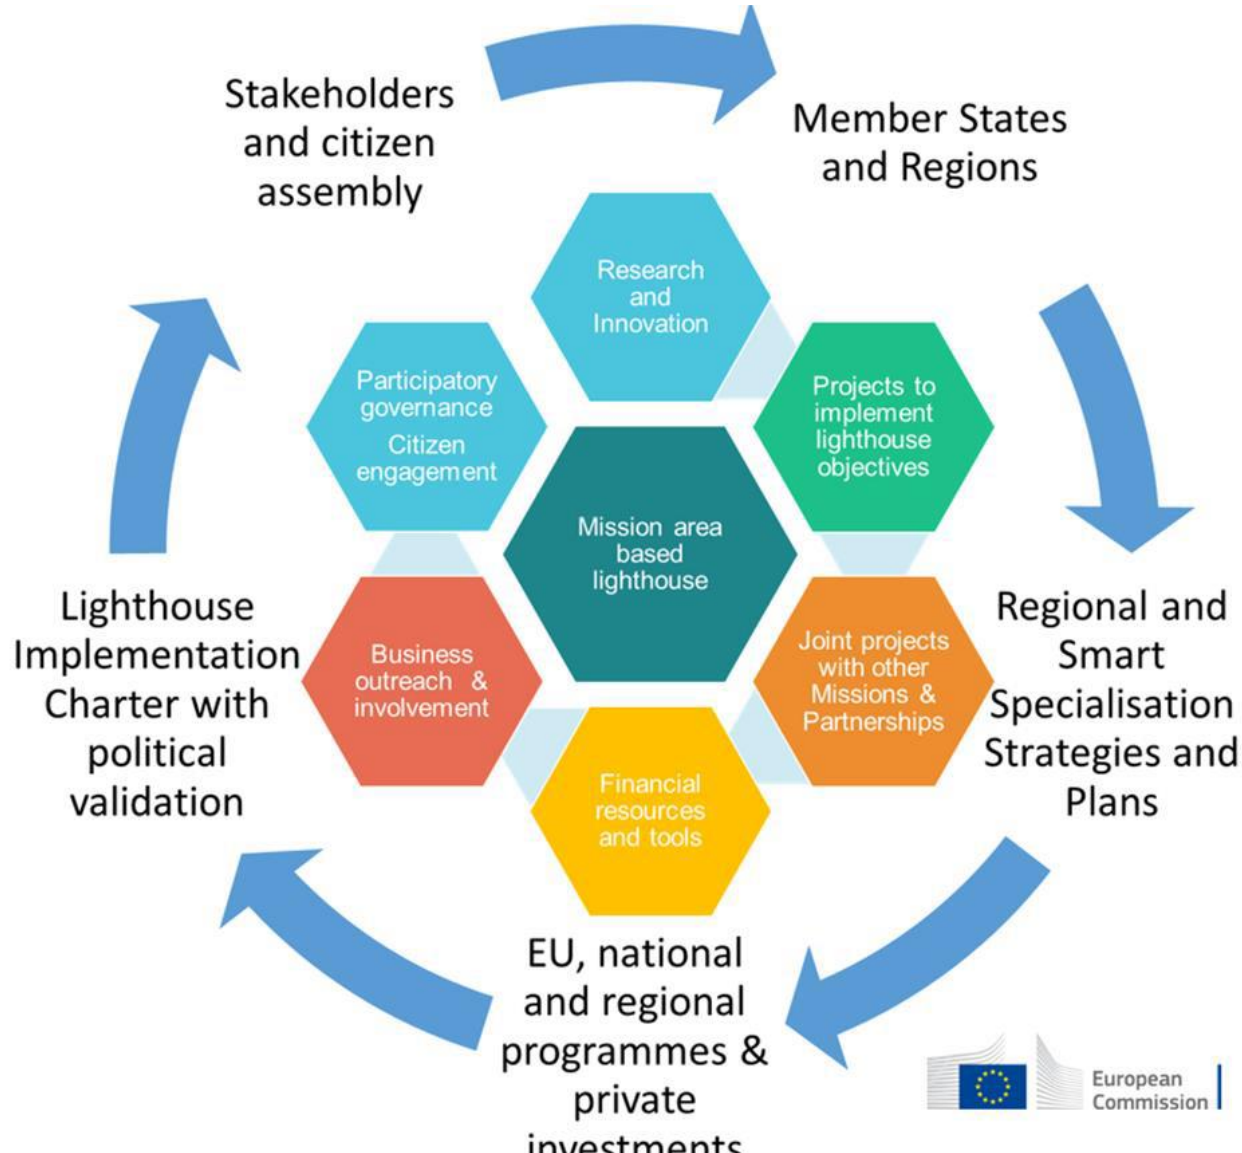 Stakeholders
and citizen
assembly
Member States
and Regions
Research
and
Innovation
Participatory
governance
Citizen
engagement
Projects to
implement
lighthouse
objectives
Mission area
based
lighthouse
Lighthouse
Implementation
Charter with
political
validation
Business
outreach &
involvement
Joint projects
with other
Missions &
Partnerships
Regional and
Smart
Specialisation
Strategies and
Plans
Financial
resources
and tools
EU, national
and regional
programmes &
private
investments
European
Commission